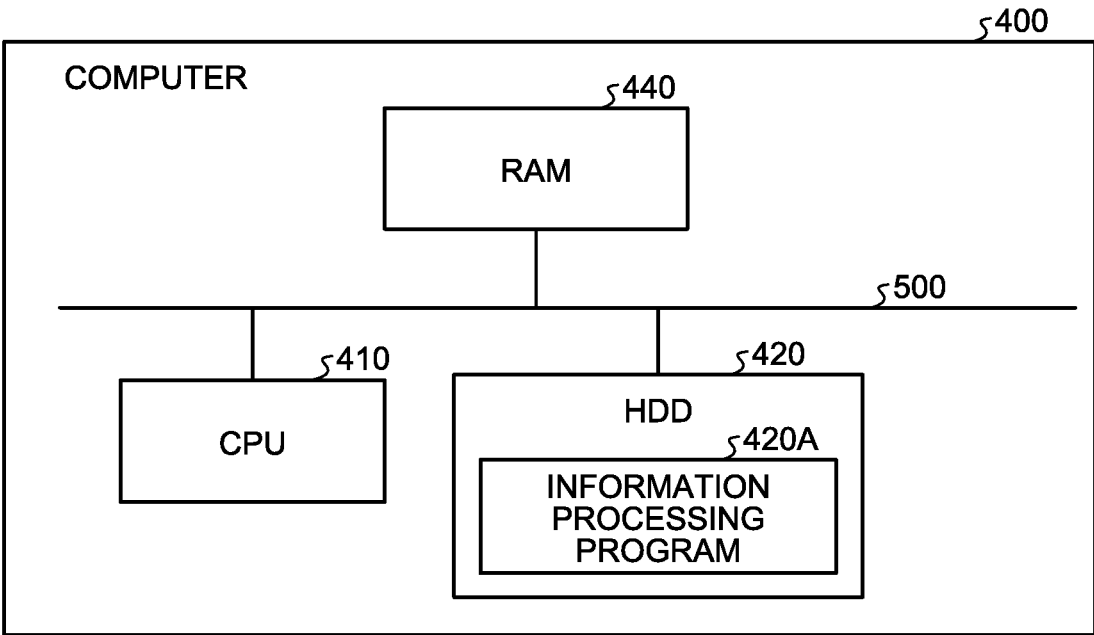 400
COMPUTER
440
RAM
500
410
CPU
420
HDD
420A
INFORMATION
PROCESSING
PROGRAM